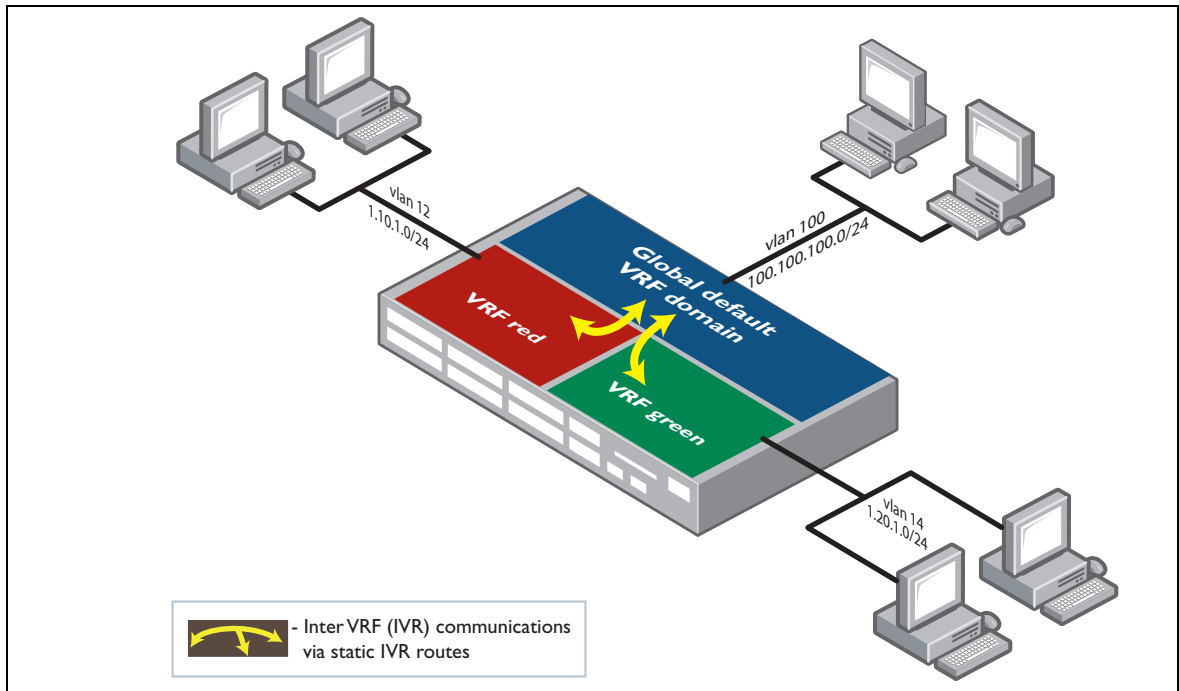 vlan 12
1.10.1.0/24
vlan 100
100.100.100.0/24
Global default
VRF domain
VRF red
VRF green
vlan 14
1.20.1.0/24
- Inter VRF (IVR) communications
via static IVR routes